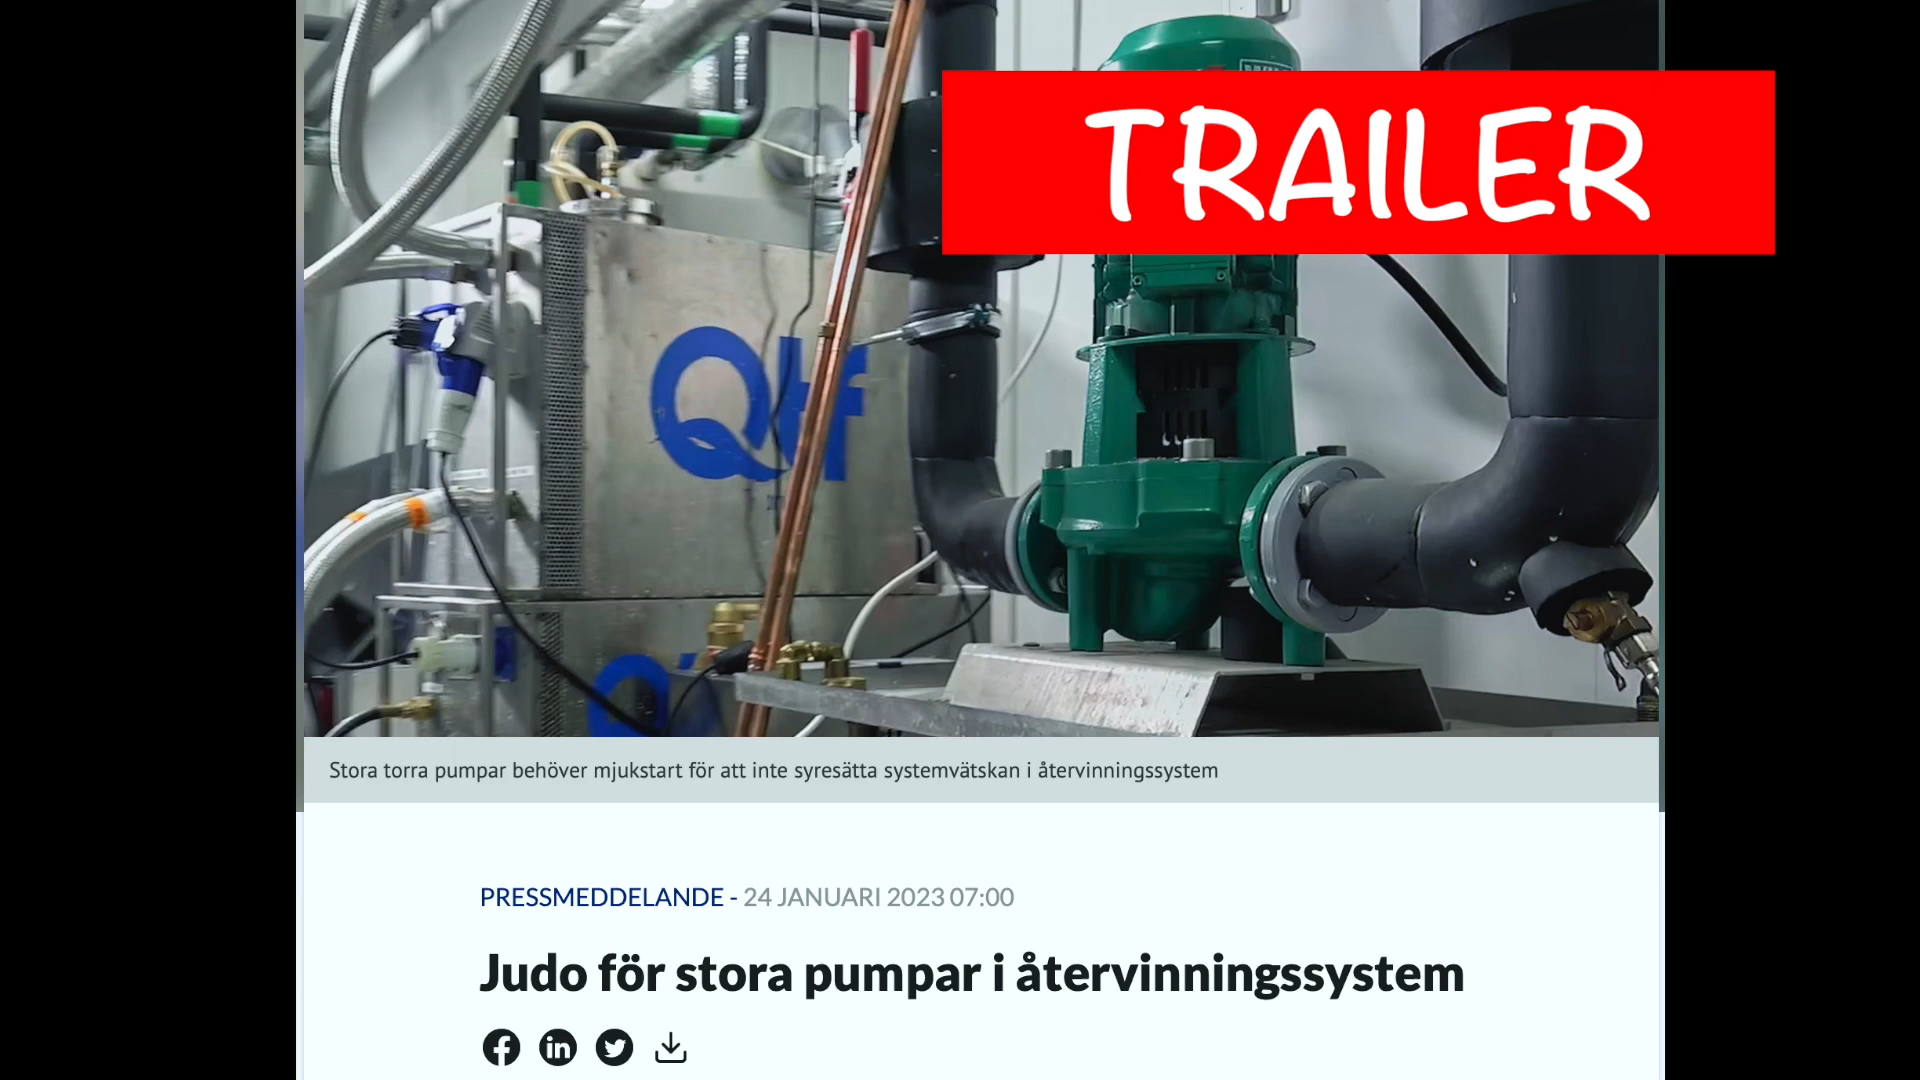 TRAILER
Qtf
Stora torra pumpar behöver mjukstart för att inte syresätta systemvätskan i återvinningssystem
PRESSMEDDELANDE - 24 JANUARI 2023 07:00
Judo för stora pumpar i återvinningssystem